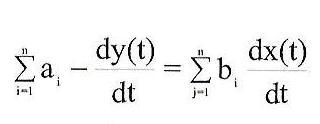 ∑_{i=1}^{n} a_i − dy(t)/dt = ∑_{j=1}^{n} b_i dx(t)/dt